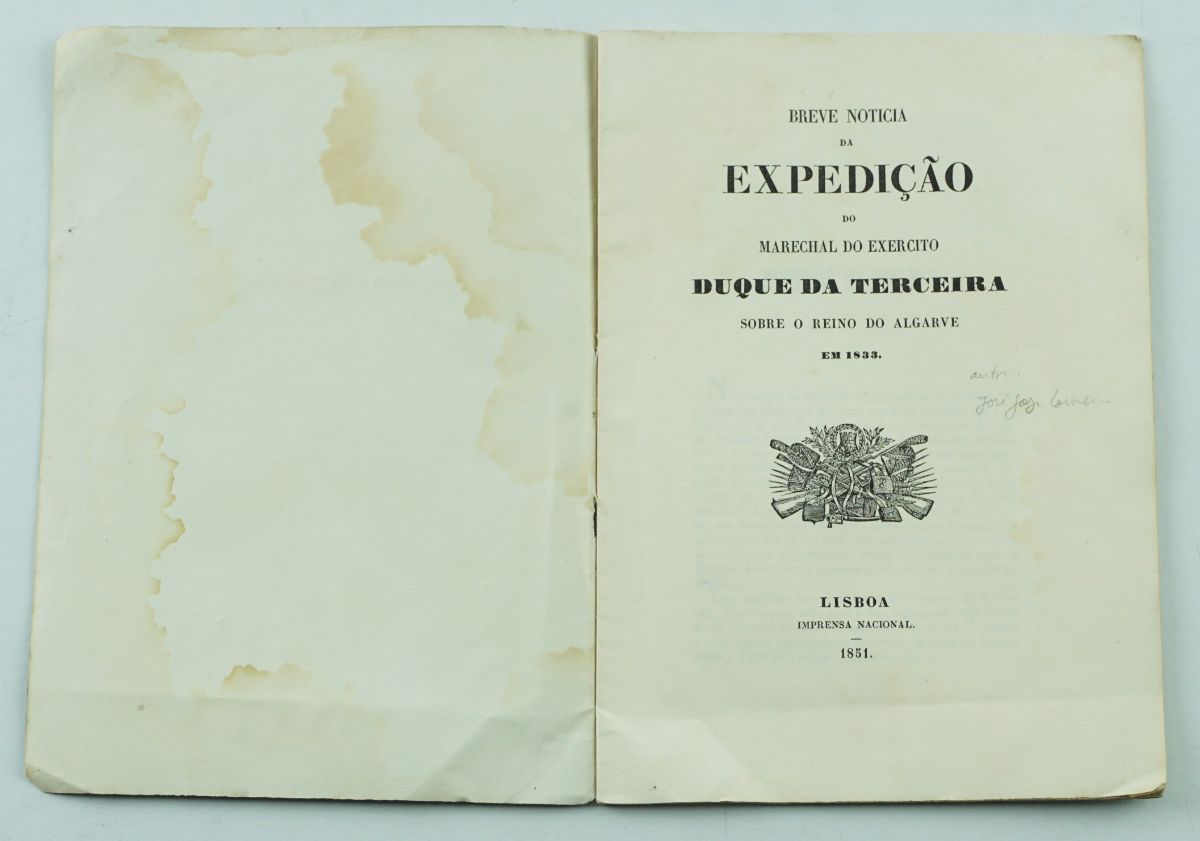 BREVE NOTICIA
DA
EXPEDIÇÃO
DO
MARECHAL DO EXERCITO
DUQUE DA TERCEIRA
SOBRE O REINO DO ALGARVE
EM 1833.
José
LISBOA
IMPRENSA NACIONAL.
1851.